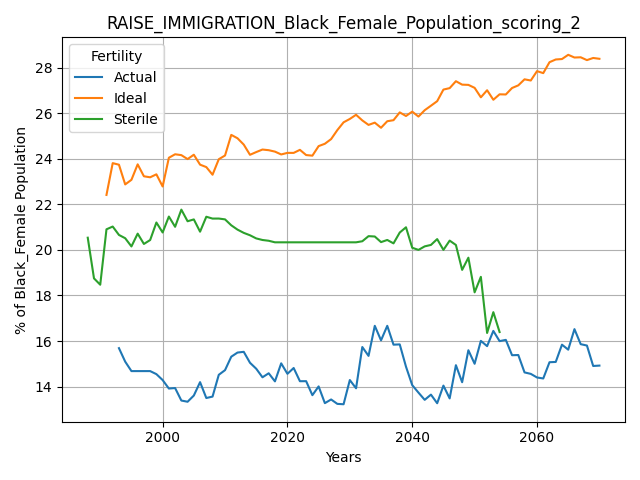 RAISE_IMMIGRATION_Black_Female_Population_scoring_2
Fertility
Actual
Ideal
Sterile
% of Black_Female Population
28
26
24
22
20
18
16
14
2000
2020
2040
2060
Years